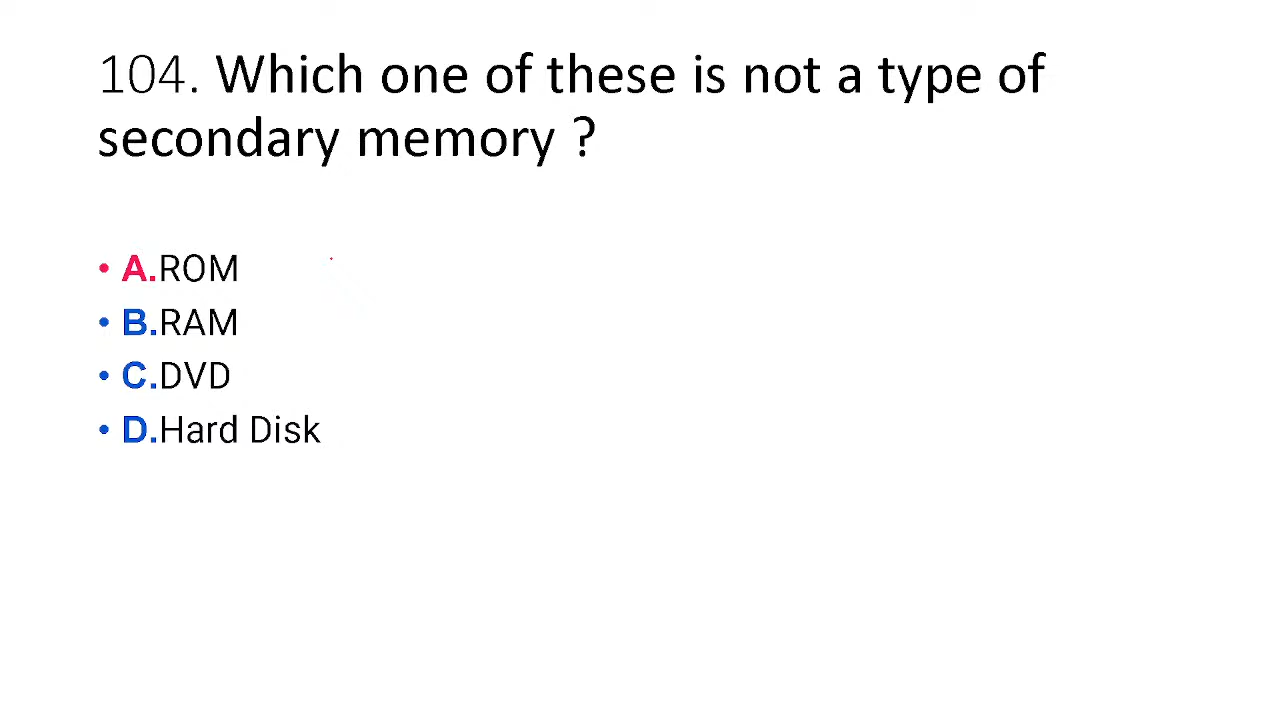 104. Which one of these is not a type of
secondary memory ?
• A.ROM
• B.RAM
• C.DVD
• D.Hard Disk